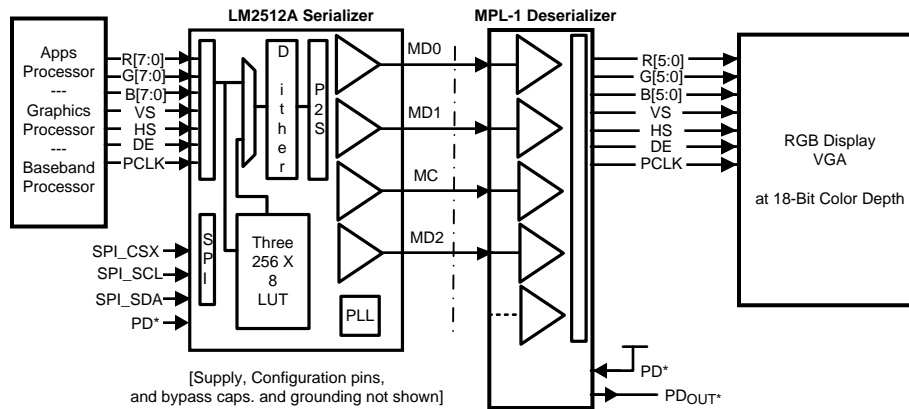 LM2512A Serializer
MPL-1 Deserializer
Apps
Processor
---
Graphics
Processor
---
Baseband
Processor
R[7:0]
G[7:0]
B[7:0]
VS
HS
DE
PCLK
SPI_CSX
SPI_SCL
SPI_SDA
PD*
SPI
Dither
P2S
Three
256 X
8
LUT
PLL
MD0
MD1
MC
MD2
R[5:0]
G[5:0]
B[5:0]
VS
HS
DE
PCLK
RGB Display
VGA
at 18-Bit Color Depth
PD*
PDOUT*
[Supply, Configuration pins,
and bypass caps. and grounding not shown]